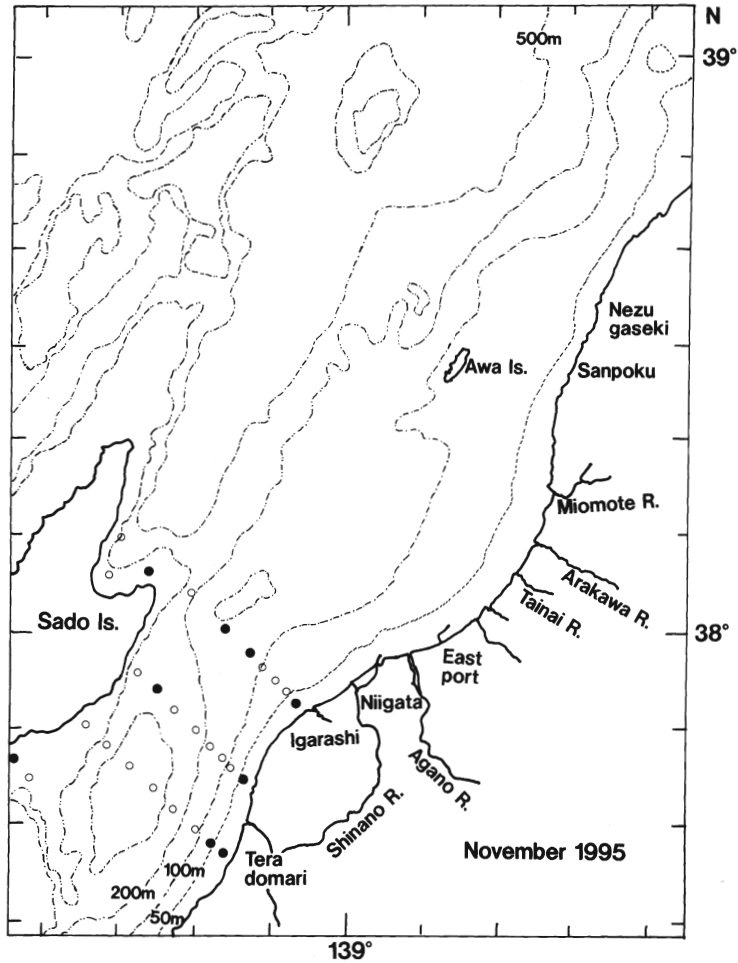 N
500m
39°
Nezu
gaseki
Awa Is.
Sanpoku
Miomote R.
Arakawa R.
Tainai R.
Sado Is.
38°
East
port
Niigata
Igarashi
Agano R.
Shinano R.
November 1995
Tera
domari
100m
200m
50m
139°